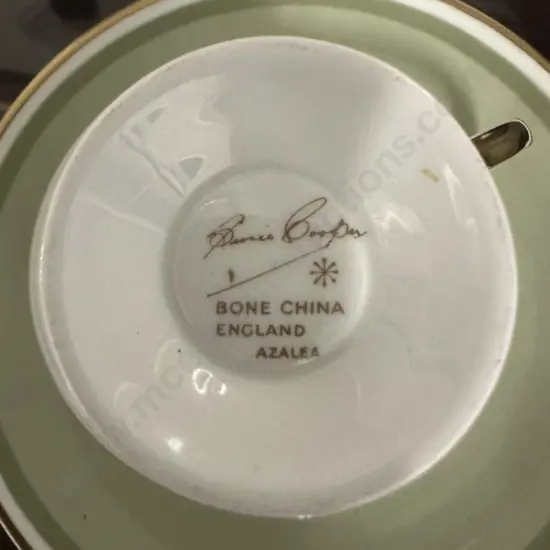 Susie Cooper
BONE CHINA
ENGLAND
AZALEA